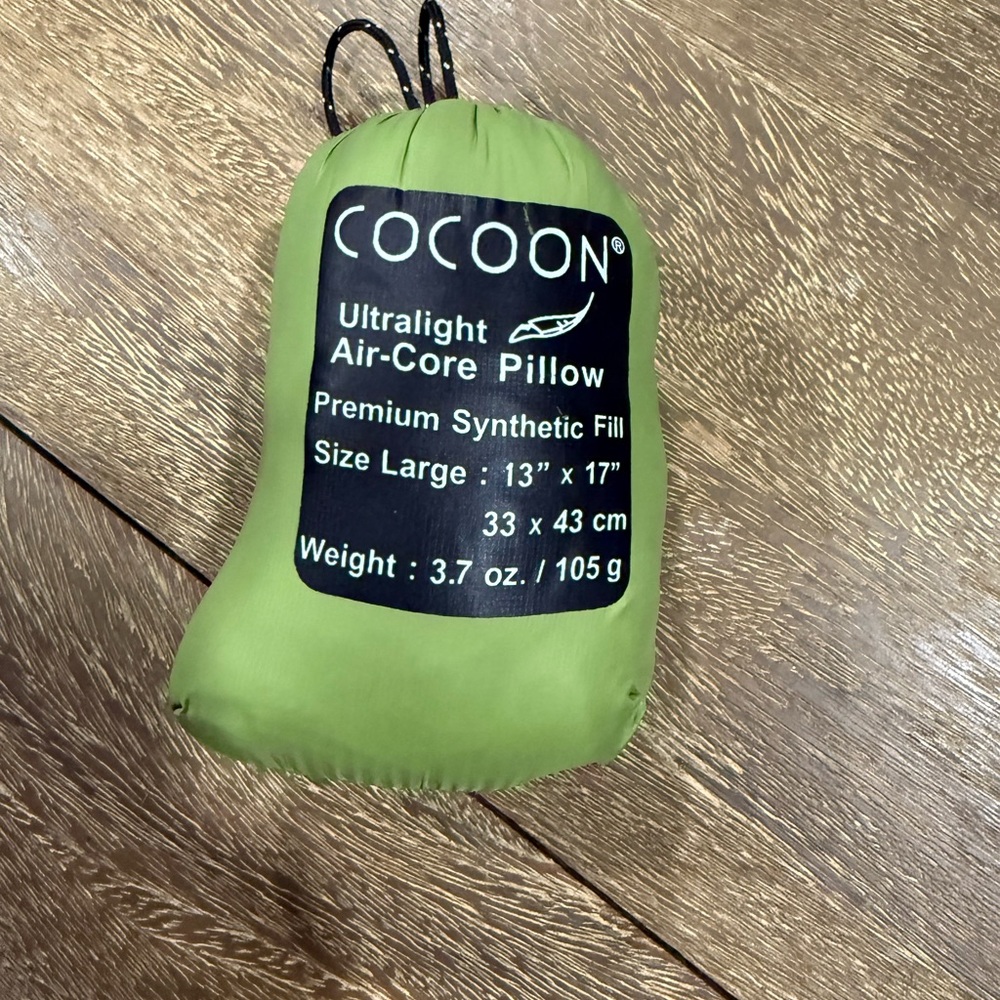 COCOON®
Ultralight
Air-Core Pillow
Premium Synthetic Fill
Size Large : 13” x 17”
33 x 43 cm
Weight : 3.7 oz. / 105 g